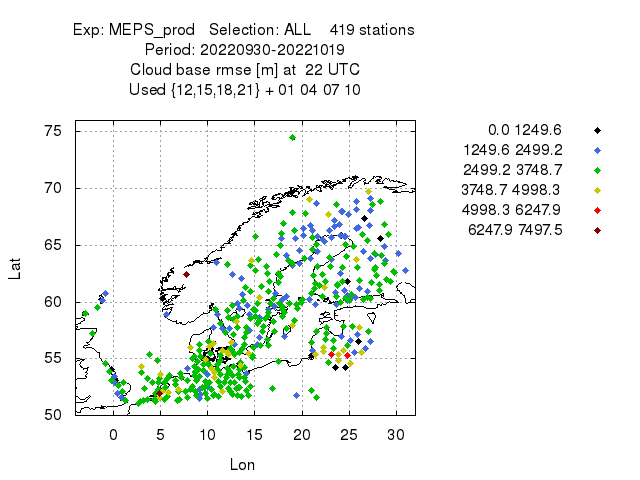 Exp: MEPS_prod Selection: ALL 419 stations
Period: 20220930-20221019
Cloud base rmse [m] at 22 UTC
Used {12,15,18,21} + 01 04 07 10
0.0 1249.6
1249.6 2499.2
2499.2 3748.7
3748.7 4998.3
4998.3 6247.9
6247.9 7497.5
75
70
65
60
55
50
Lat
0 5 10 15 20 25 30
Lon